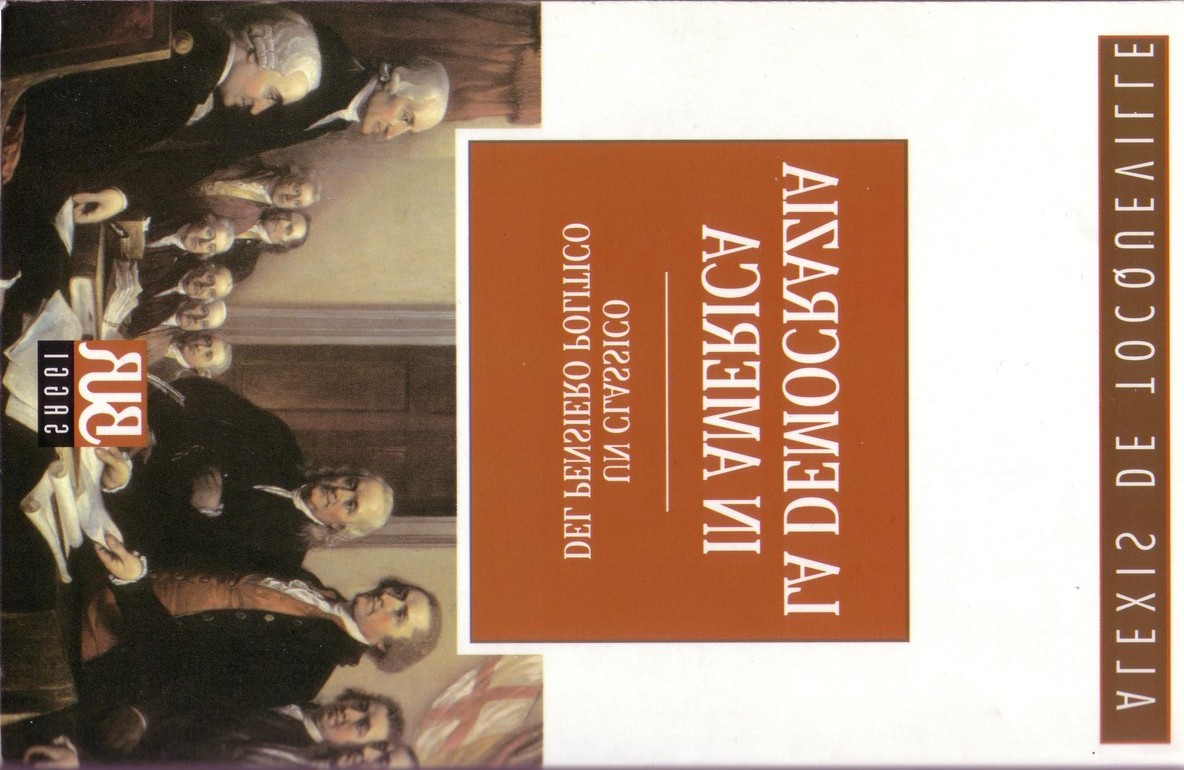 ALEXIS DE TOCQUEVILLE
LA DEMOCRAZIA
IN AMERICA
UN CLASSICO
DEL PENSIERO POLITICO
BUR
SAGGI